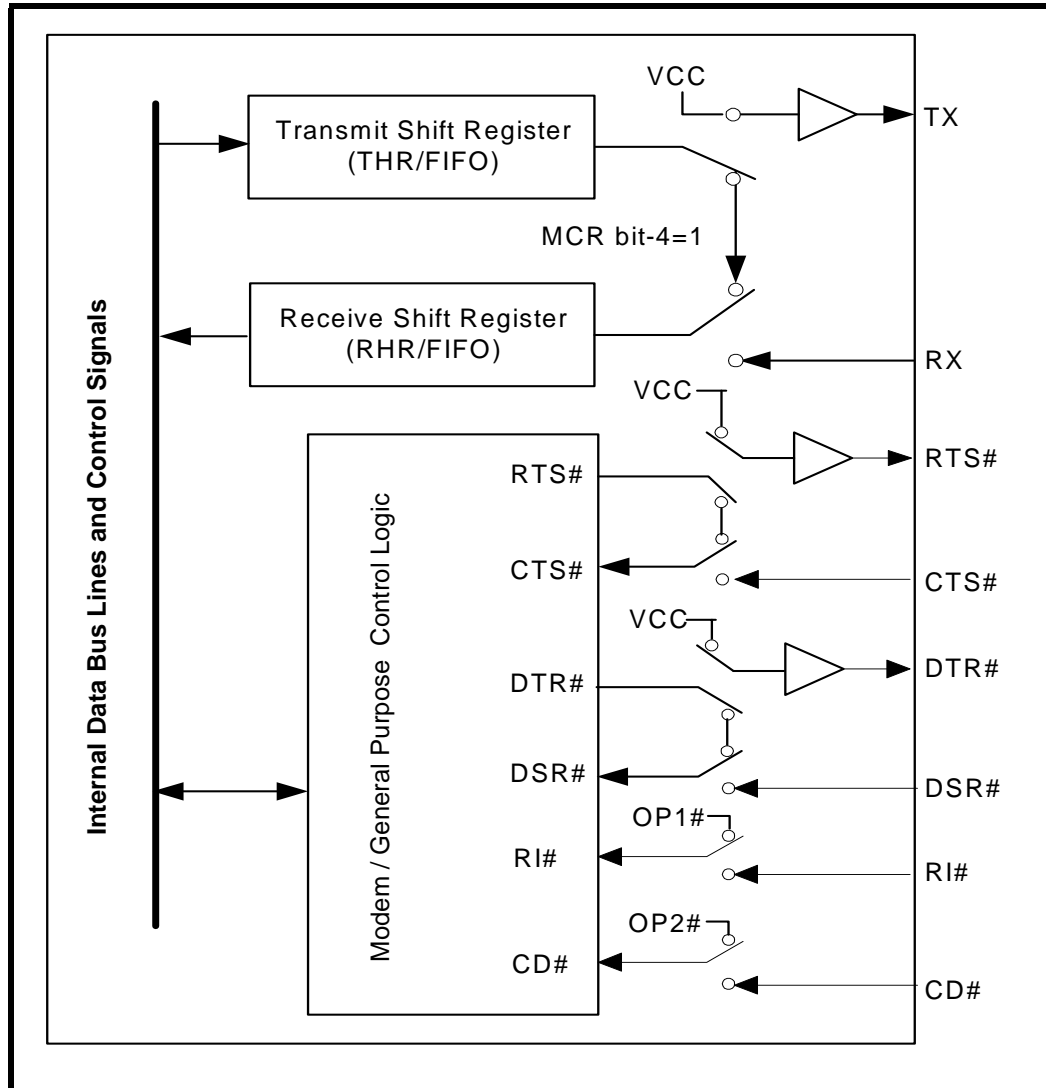 VCC
TX
Transmit Shift Register
(THR/FIFO)
MCR bit-4=1
Receive Shift Register
(RHR/FIFO)
RX
VCC
RTS#
RTS#
CTS#
CTS#
VCC
DTR#
DTR#
DSR#
DSR#
OP1#
RI#
RI#
OP2#
CD#
CD#
Internal Data Bus Lines and Control Signals
Modem / General Purpose Control Logic